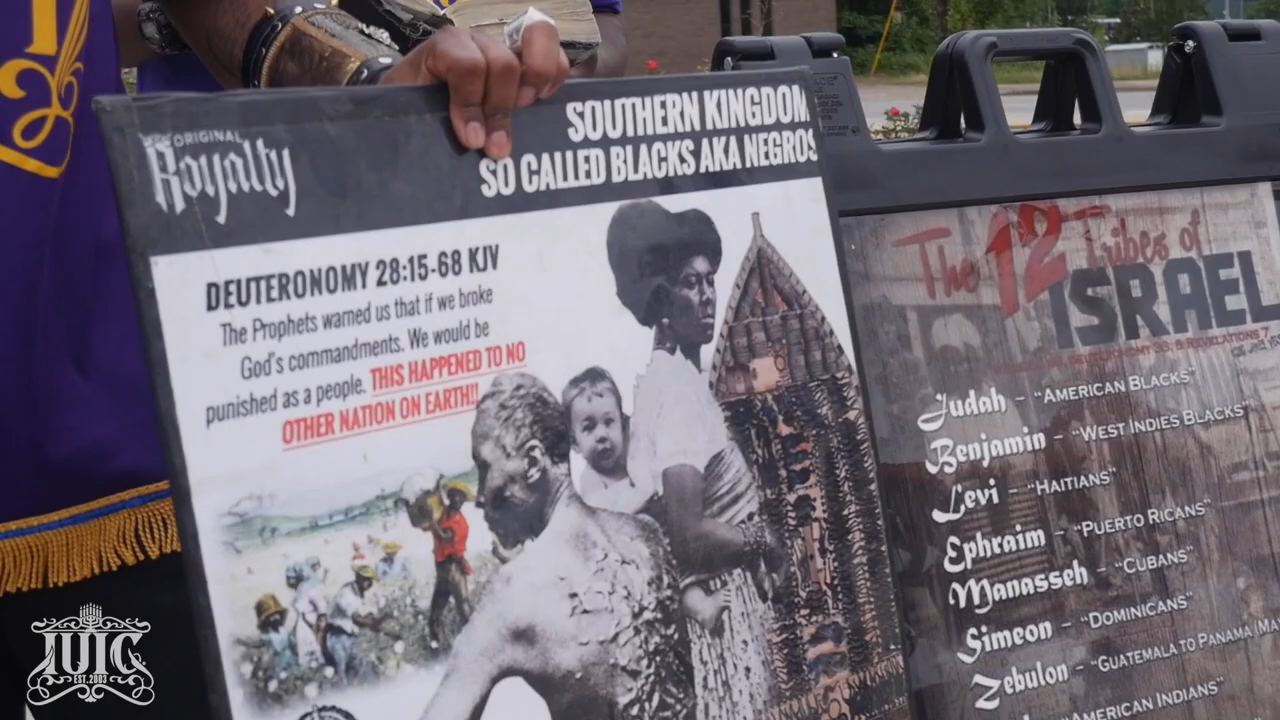 ORIGINAL
Royalty
SOUTHERN KINGDOM
SO CALLED BLACKS AKA NEGROS
DEUTERONOMY 28:15-68 KJV
The Prophets warned us that if we broke
God's commandments. We would be
punished as a people. THIS HAPPENED TO NO
OTHER NATION ON EARTH!!
The 12 Tribes of
ISRAEL
REVELATIONS 7
Judah - "AMERICAN BLACKS"
Benjamin - "WEST INDIES BLACKS"
Levi - "HAITIANS"
Ephraim - "PUERTO RICANS"
Manasseh - "CUBANS"
Simeon - "DOMINICANS"
Zebulon - "GUATEMALA TO PANAMA (MA
AMERICAN INDIANS"
IUIC
EST. 2003